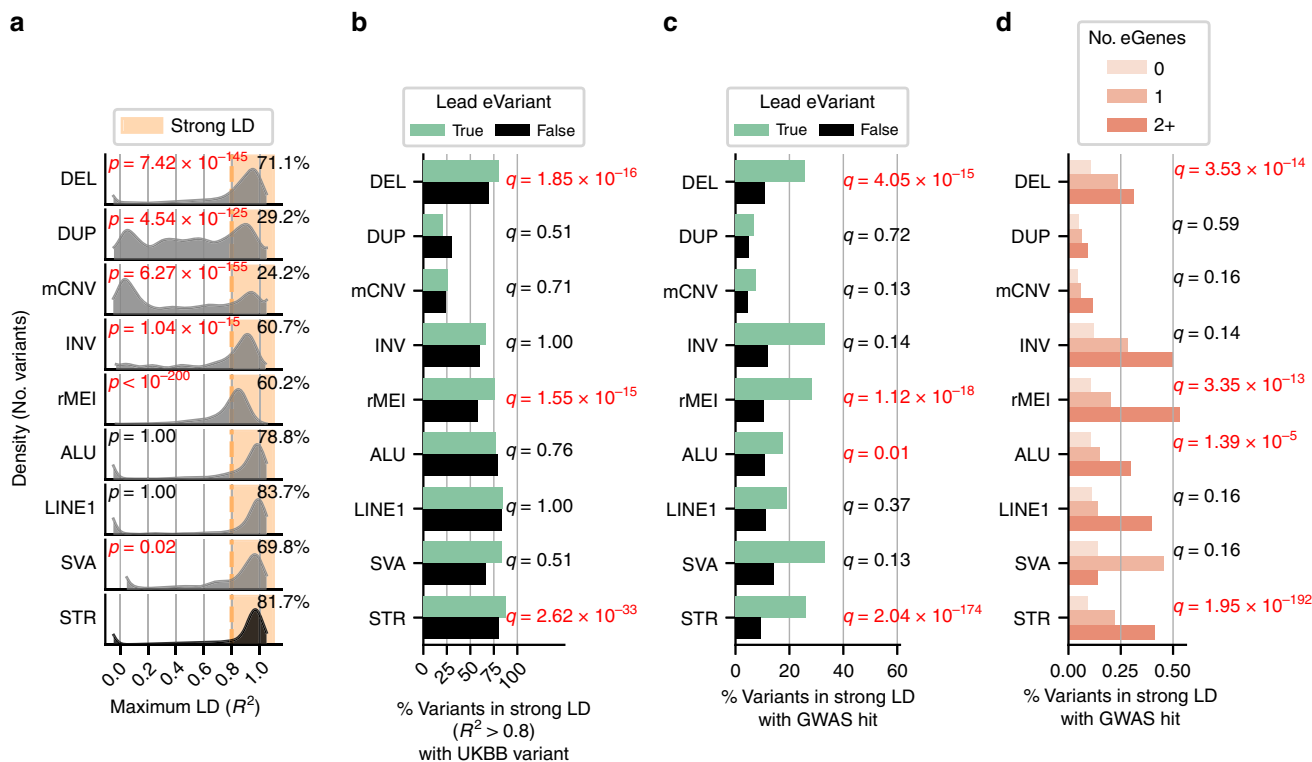 a
Strong LD
Density (No. variants)
DEL
p = 7.42 × 10⁻¹⁴⁵
71.1%
DUP
p = 4.54 × 10⁻¹²⁵
29.2%
mCNV
p = 6.27 × 10⁻¹⁵⁵
24.2%
INV
p = 1.04 × 10⁻¹⁵
60.7%
rMEI
p < 10⁻²⁰⁰
60.2%
ALU
p = 1.00
78.8%
LINE1
p = 1.00
83.7%
SVA
p = 0.02
69.8%
STR
81.7%
0.0 0.2 0.4 0.6 0.8 1.0
Maximum LD (R²)
b
Lead eVariant
True False
DEL
q = 1.85 × 10⁻¹⁶
DUP
q = 0.51
mCNV
q = 0.71
INV
q = 1.00
rMEI
q = 1.55 × 10⁻¹⁵
ALU
q = 0.76
LINE1
q = 1.00
SVA
q = 0.51
STR
q = 2.62 × 10⁻³³
0 25 50 75 100
% Variants in strong LD
(R² > 0.8)
with UKBB variant
c
Lead eVariant
True False
DEL
q = 4.05 × 10⁻¹⁵
DUP
q = 0.72
mCNV
q = 0.13
INV
q = 0.14
rMEI
q = 1.12 × 10⁻¹⁸
ALU
q = 0.01
LINE1
q = 0.37
SVA
q = 0.13
STR
q = 2.04 × 10⁻¹⁷⁴
0 20 40 60
% Variants in strong LD
with GWAS hit
d
No. eGenes
0
1
2+
DEL
q = 3.53 × 10⁻¹⁴
DUP
q = 0.59
mCNV
q = 0.16
INV
q = 0.14
rMEI
q = 3.35 × 10⁻¹³
ALU
q = 1.39 × 10⁻⁵
LINE1
q = 0.16
SVA
q = 0.16
STR
q = 1.95 × 10⁻¹⁹²
0.00 0.25 0.50
% Variants in strong LD
with GWAS hit